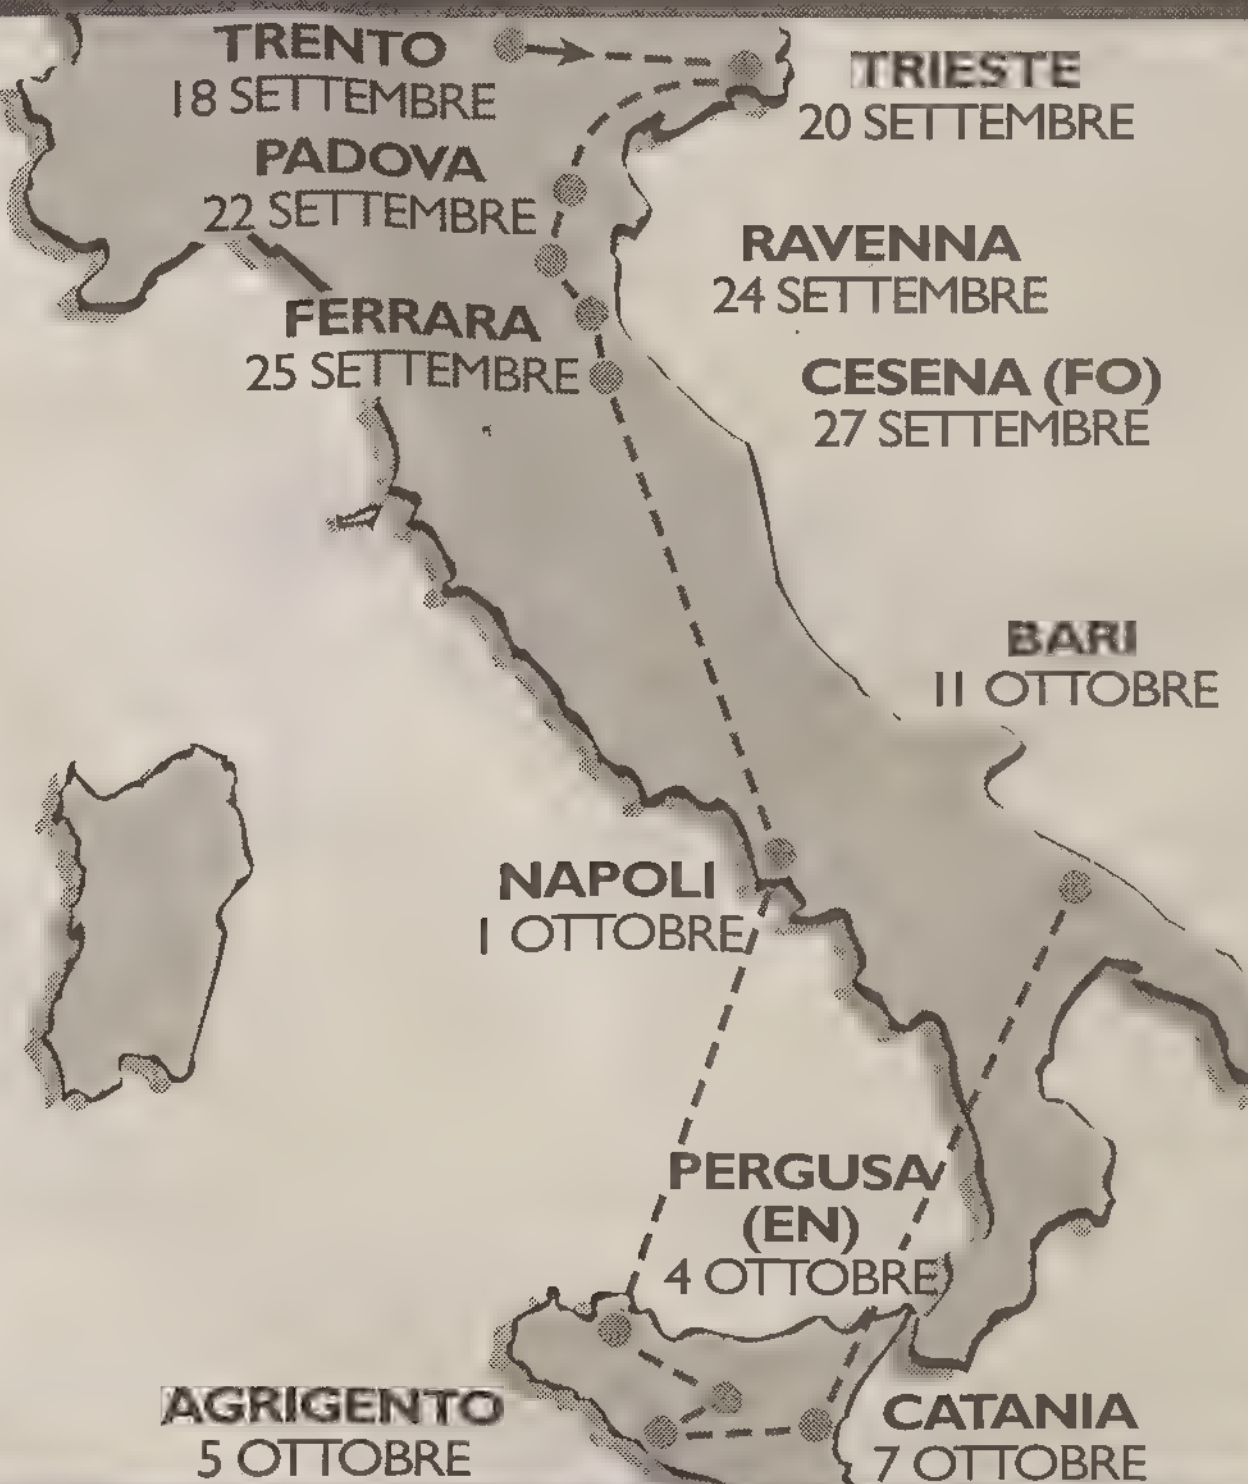 TRENTO
18 SETTEMBRE
TRIESTE
20 SETTEMBRE
PADOVA
22 SETTEMBRE
RAVENNA
24 SETTEMBRE
FERRARA
25 SETTEMBRE
CESENA (FO)
27 SETTEMBRE
BARI
11 OTTOBRE
NAPOLI
1 OTTOBRE
PERGUSA
(EN)
4 OTTOBRE
AGRIGENTO
5 OTTOBRE
CATANIA
7 OTTOBRE